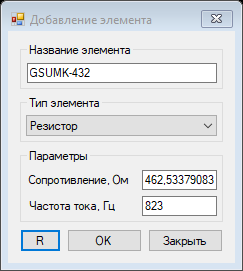 Добавление элемента
Название элемента
GSUMK-432
Тип элемента
Резистор
Параметры
Сопротивление, Ом 462,53379083
Частота тока, Гц 823
R OK Закрыть